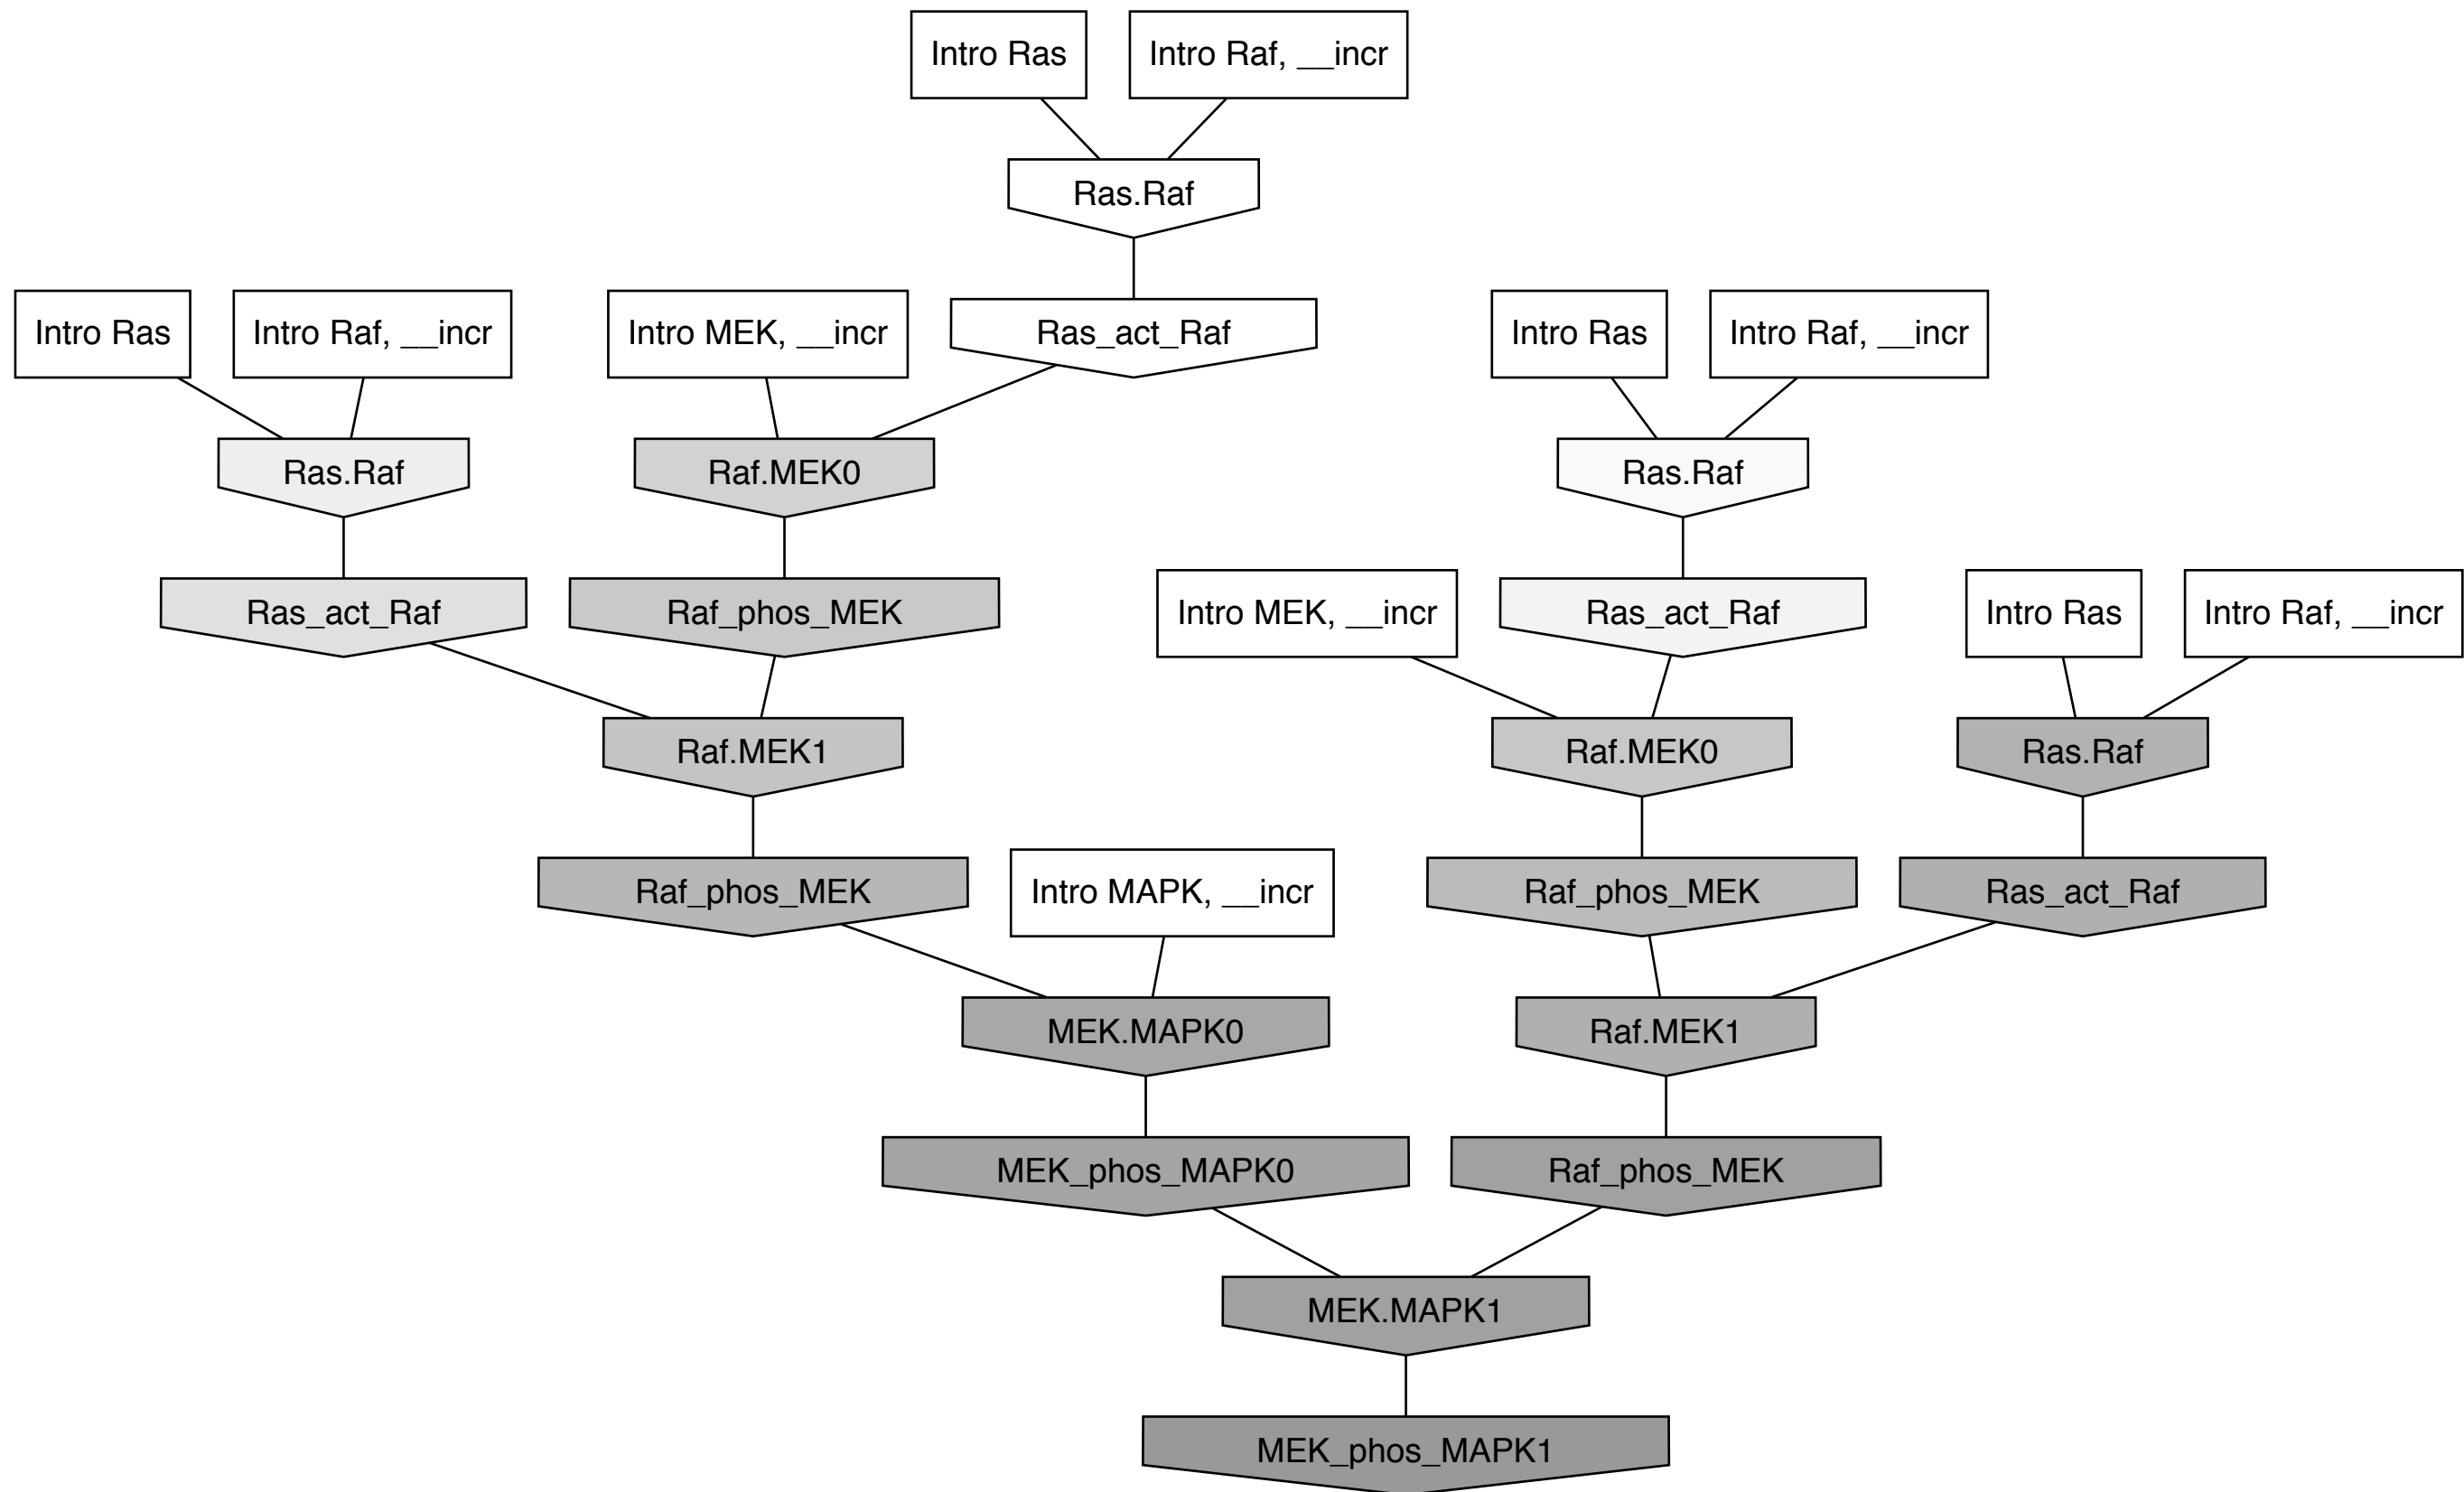 Intro Ras
Intro Raf, __incr
Ras.Raf
Intro Ras
Intro Raf, __incr
Intro MEK, __incr
Ras_act_Raf
Intro Ras
Intro Raf, __incr
Ras.Raf
Raf.MEK0
Ras.Raf
Ras_act_Raf
Raf_phos_MEK
Intro MEK, __incr
Ras_act_Raf
Intro Ras
Intro Raf, __incr
Raf.MEK1
Raf.MEK0
Ras.Raf
Raf_phos_MEK
Intro MAPK, __incr
Raf_phos_MEK
Ras_act_Raf
MEK.MAPK0
Raf.MEK1
MEK_phos_MAPK0
Raf_phos_MEK
MEK.MAPK1
MEK_phos_MAPK1